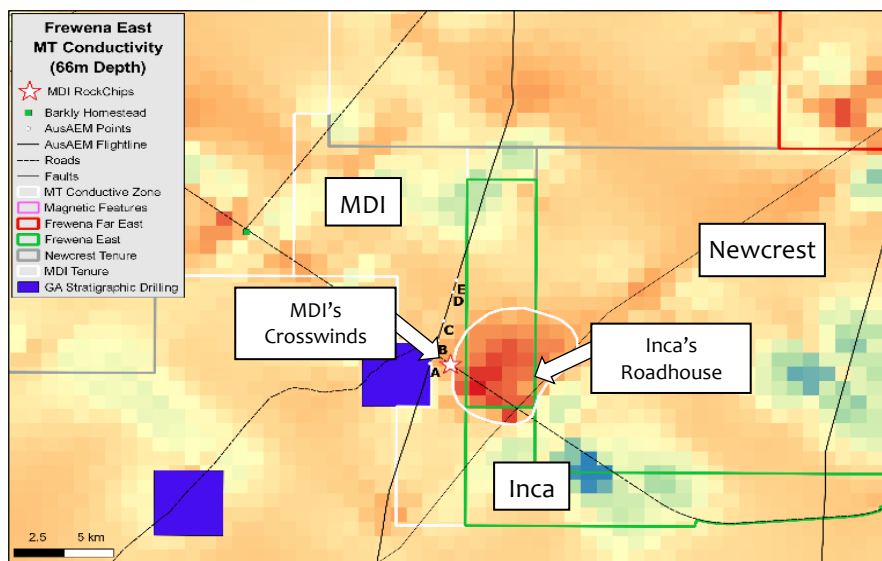 Frewena East
MT Conductivity
(66m Depth)
MDI RockChips
Barkly Homestead
AusAEM Points
AusAEM Flightline
Roads
Faults
MT Conductive Zone
Magnetic Features
Frewena Far East
Frewena East
Newcrest Tenure
MDI Tenure
GA Stratigraphic Drilling
MDI
Newcrest
E
D
MDI's
Crosswinds
C
B
A
Inca's
Roadhouse
Inca
2.5 5 km